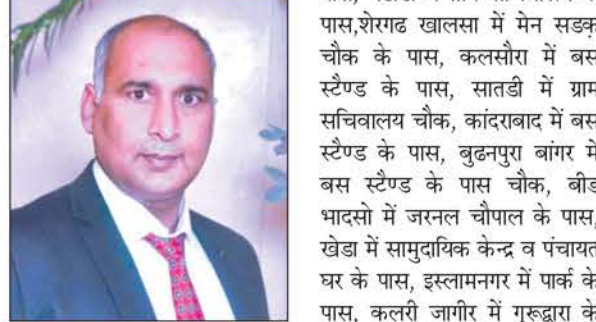 पास,शेरगढ खालसा में मेन सड़क
चौक के पास, कलसौरा में बस
स्टैण्ड के पास, सातडी में ग्राम
सचिवालय चौक, कांदराबाद में बस
स्टैण्ड के पास, बुढनपुरा बांगर में
बस स्टैण्ड के पास चौक, बीड
भादसो में जरनल चौपाल के पास,
खेडा में सामुदायिक केन्द्र व पंचायत
घर के पास, इस्लामनगर में पार्क के
पास, कलरी जागीर में गुरूद्वारा के